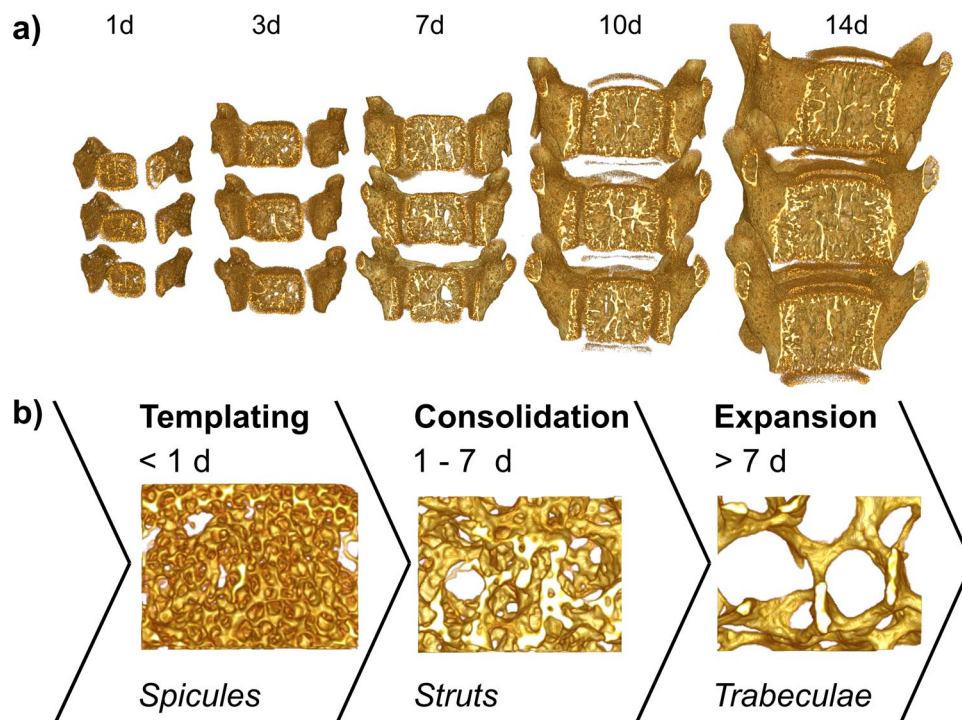 a)
1d 3d 7d 10d 14d
b)
Templating Consolidation Expansion
< 1 d 1 - 7 d > 7 d
Spicules Struts Trabeculae